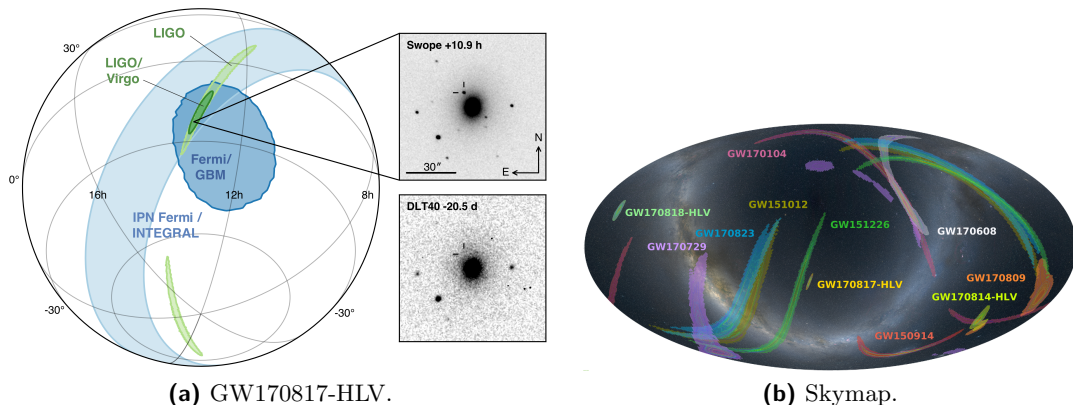 LIGO
LIGO/
Virgo
Fermi/
GBM
IPN Fermi /
INTEGRAL
30°
0°
16h
12h
8h
-30°
-30°
Swope +10.9 h
30"
N
E
DLT40 -20.5 d
(a) GW170817-HLV.
GW170104
GW170818-HLV
GW151012
GW170823
GW151226
GW170729
GW170608
GW170817-HLV
GW170809
GW170814-HLV
GW150914
(b) Skymap.